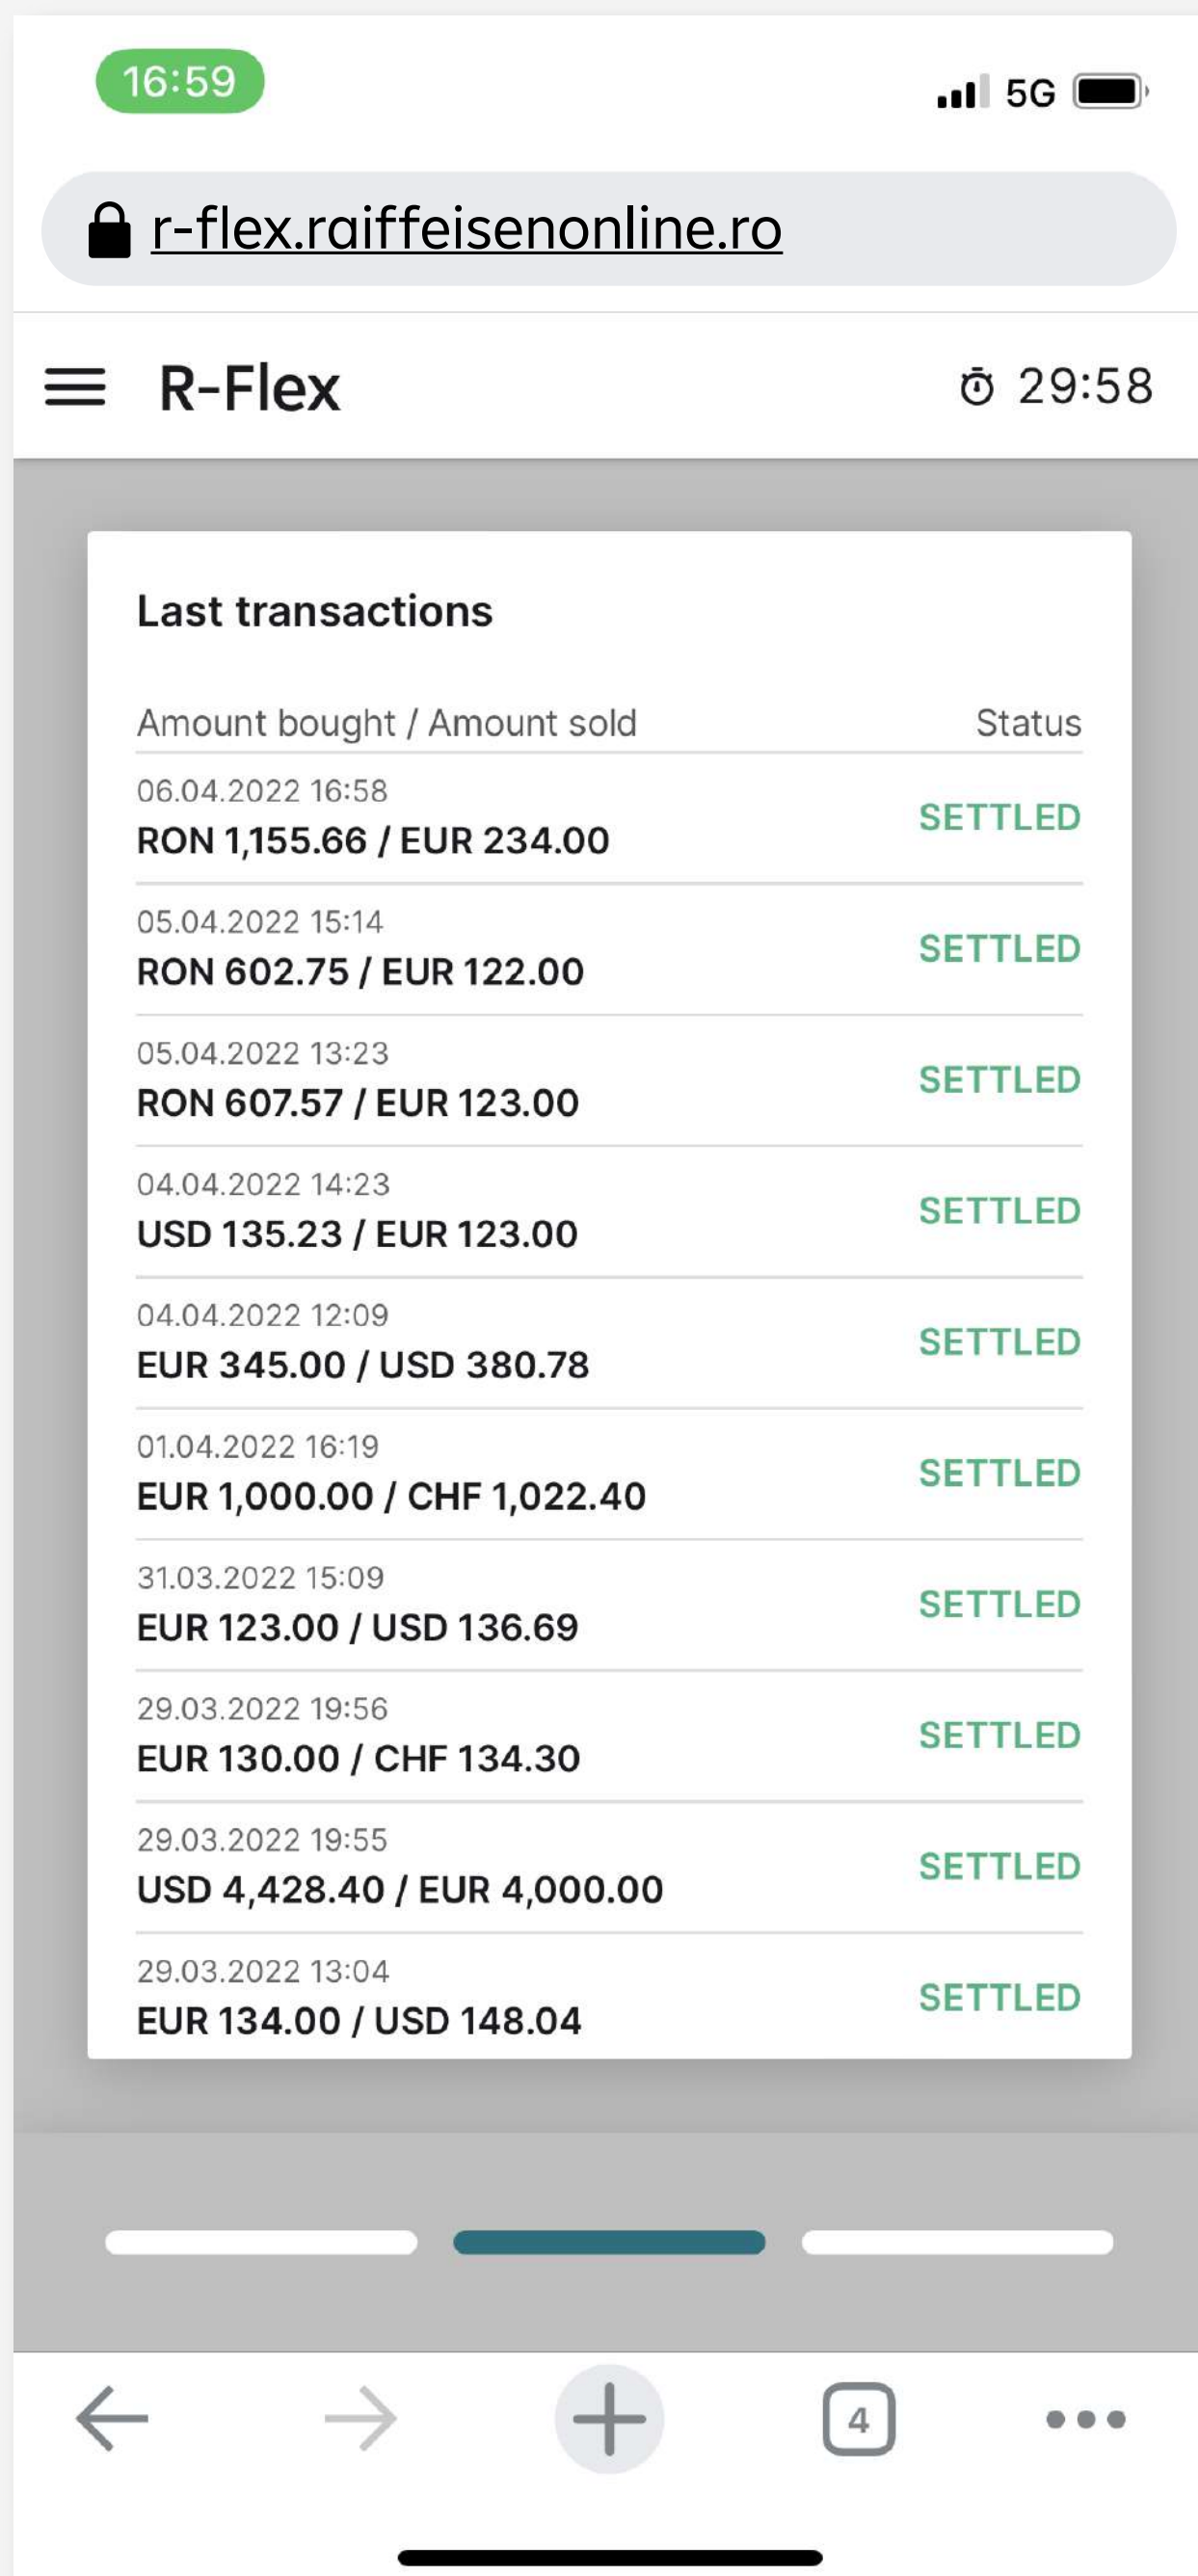 16:59
5G
r-flex.raiffeisenonline.ro
R-Flex
29:58
Last transactions
Amount bought / Amount sold
Status
06.04.2022 16:58
RON 1,155.66 / EUR 234.00
SETTLED
05.04.2022 15:14
RON 602.75 / EUR 122.00
SETTLED
05.04.2022 13:23
RON 607.57 / EUR 123.00
SETTLED
04.04.2022 14:23
USD 135.23 / EUR 123.00
SETTLED
04.04.2022 12:09
EUR 345.00 / USD 380.78
SETTLED
01.04.2022 16:19
EUR 1,000.00 / CHF 1,022.40
SETTLED
31.03.2022 15:09
EUR 123.00 / USD 136.69
SETTLED
29.03.2022 19:56
EUR 130.00 / CHF 134.30
SETTLED
29.03.2022 19:55
USD 4,428.40 / EUR 4,000.00
SETTLED
29.03.2022 13:04
EUR 134.00 / USD 148.04
SETTLED
4